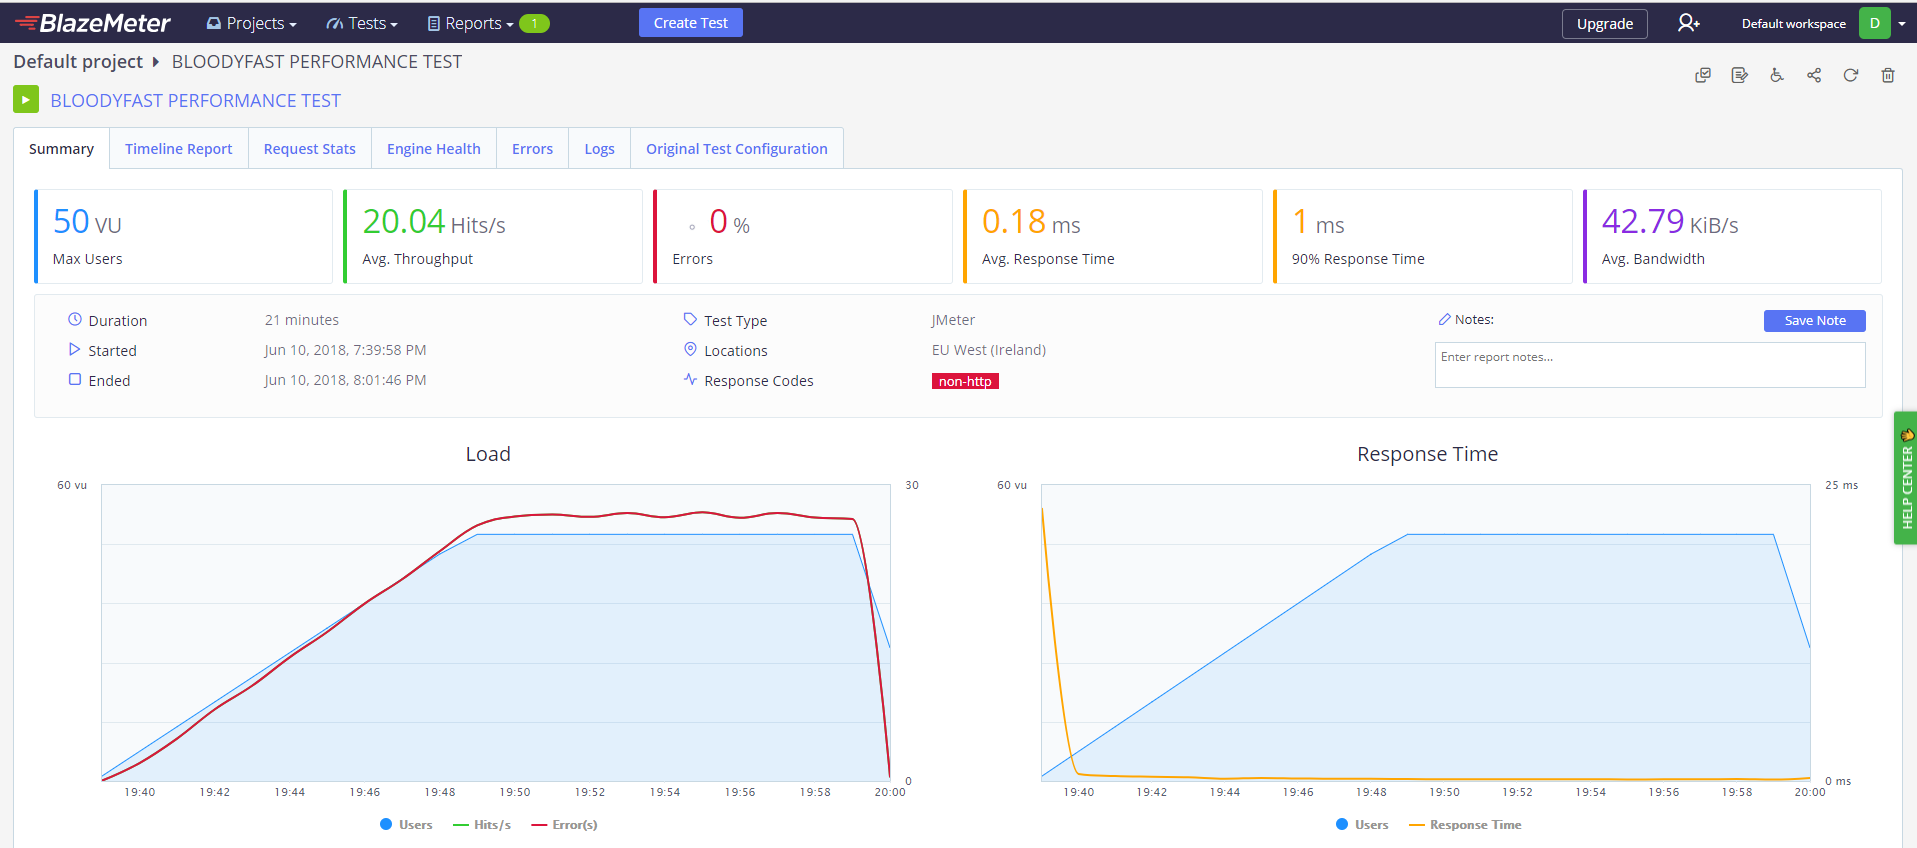 BlazeMeter Projects Tests Reports 1 Create Test Upgrade Default workspace D
Default project BLOODYFAST PERFORMANCE TEST
BLOODYFAST PERFORMANCE TEST
Summary Timeline Report Request Stats Engine Health Errors Logs Original Test Configuration
50 VU
Max Users
20.04 Hits/s
Avg. Throughput
0 %
Errors
0.18 ms
Avg. Response Time
1 ms
90% Response Time
42.79 KiB/s
Avg. Bandwidth
Duration 21 minutes
Started Jun 10, 2018, 7:39:58 PM
Ended Jun 10, 2018, 8:01:46 PM
Test Type JMeter
Locations EU West (Ireland)
Response Codes non-http
Notes: Save Note
Enter report notes...
HELP CENTER
Load
60 vu 30
0
19:40 19:42 19:44 19:46 19:48 19:50 19:52 19:54 19:56 19:58 20:00
Users Hits/s Error(s)
Response Time
60 vu 25 ms
0 ms
19:40 19:42 19:44 19:46 19:48 19:50 19:52 19:54 19:56 19:58 20:00
Users Response Time